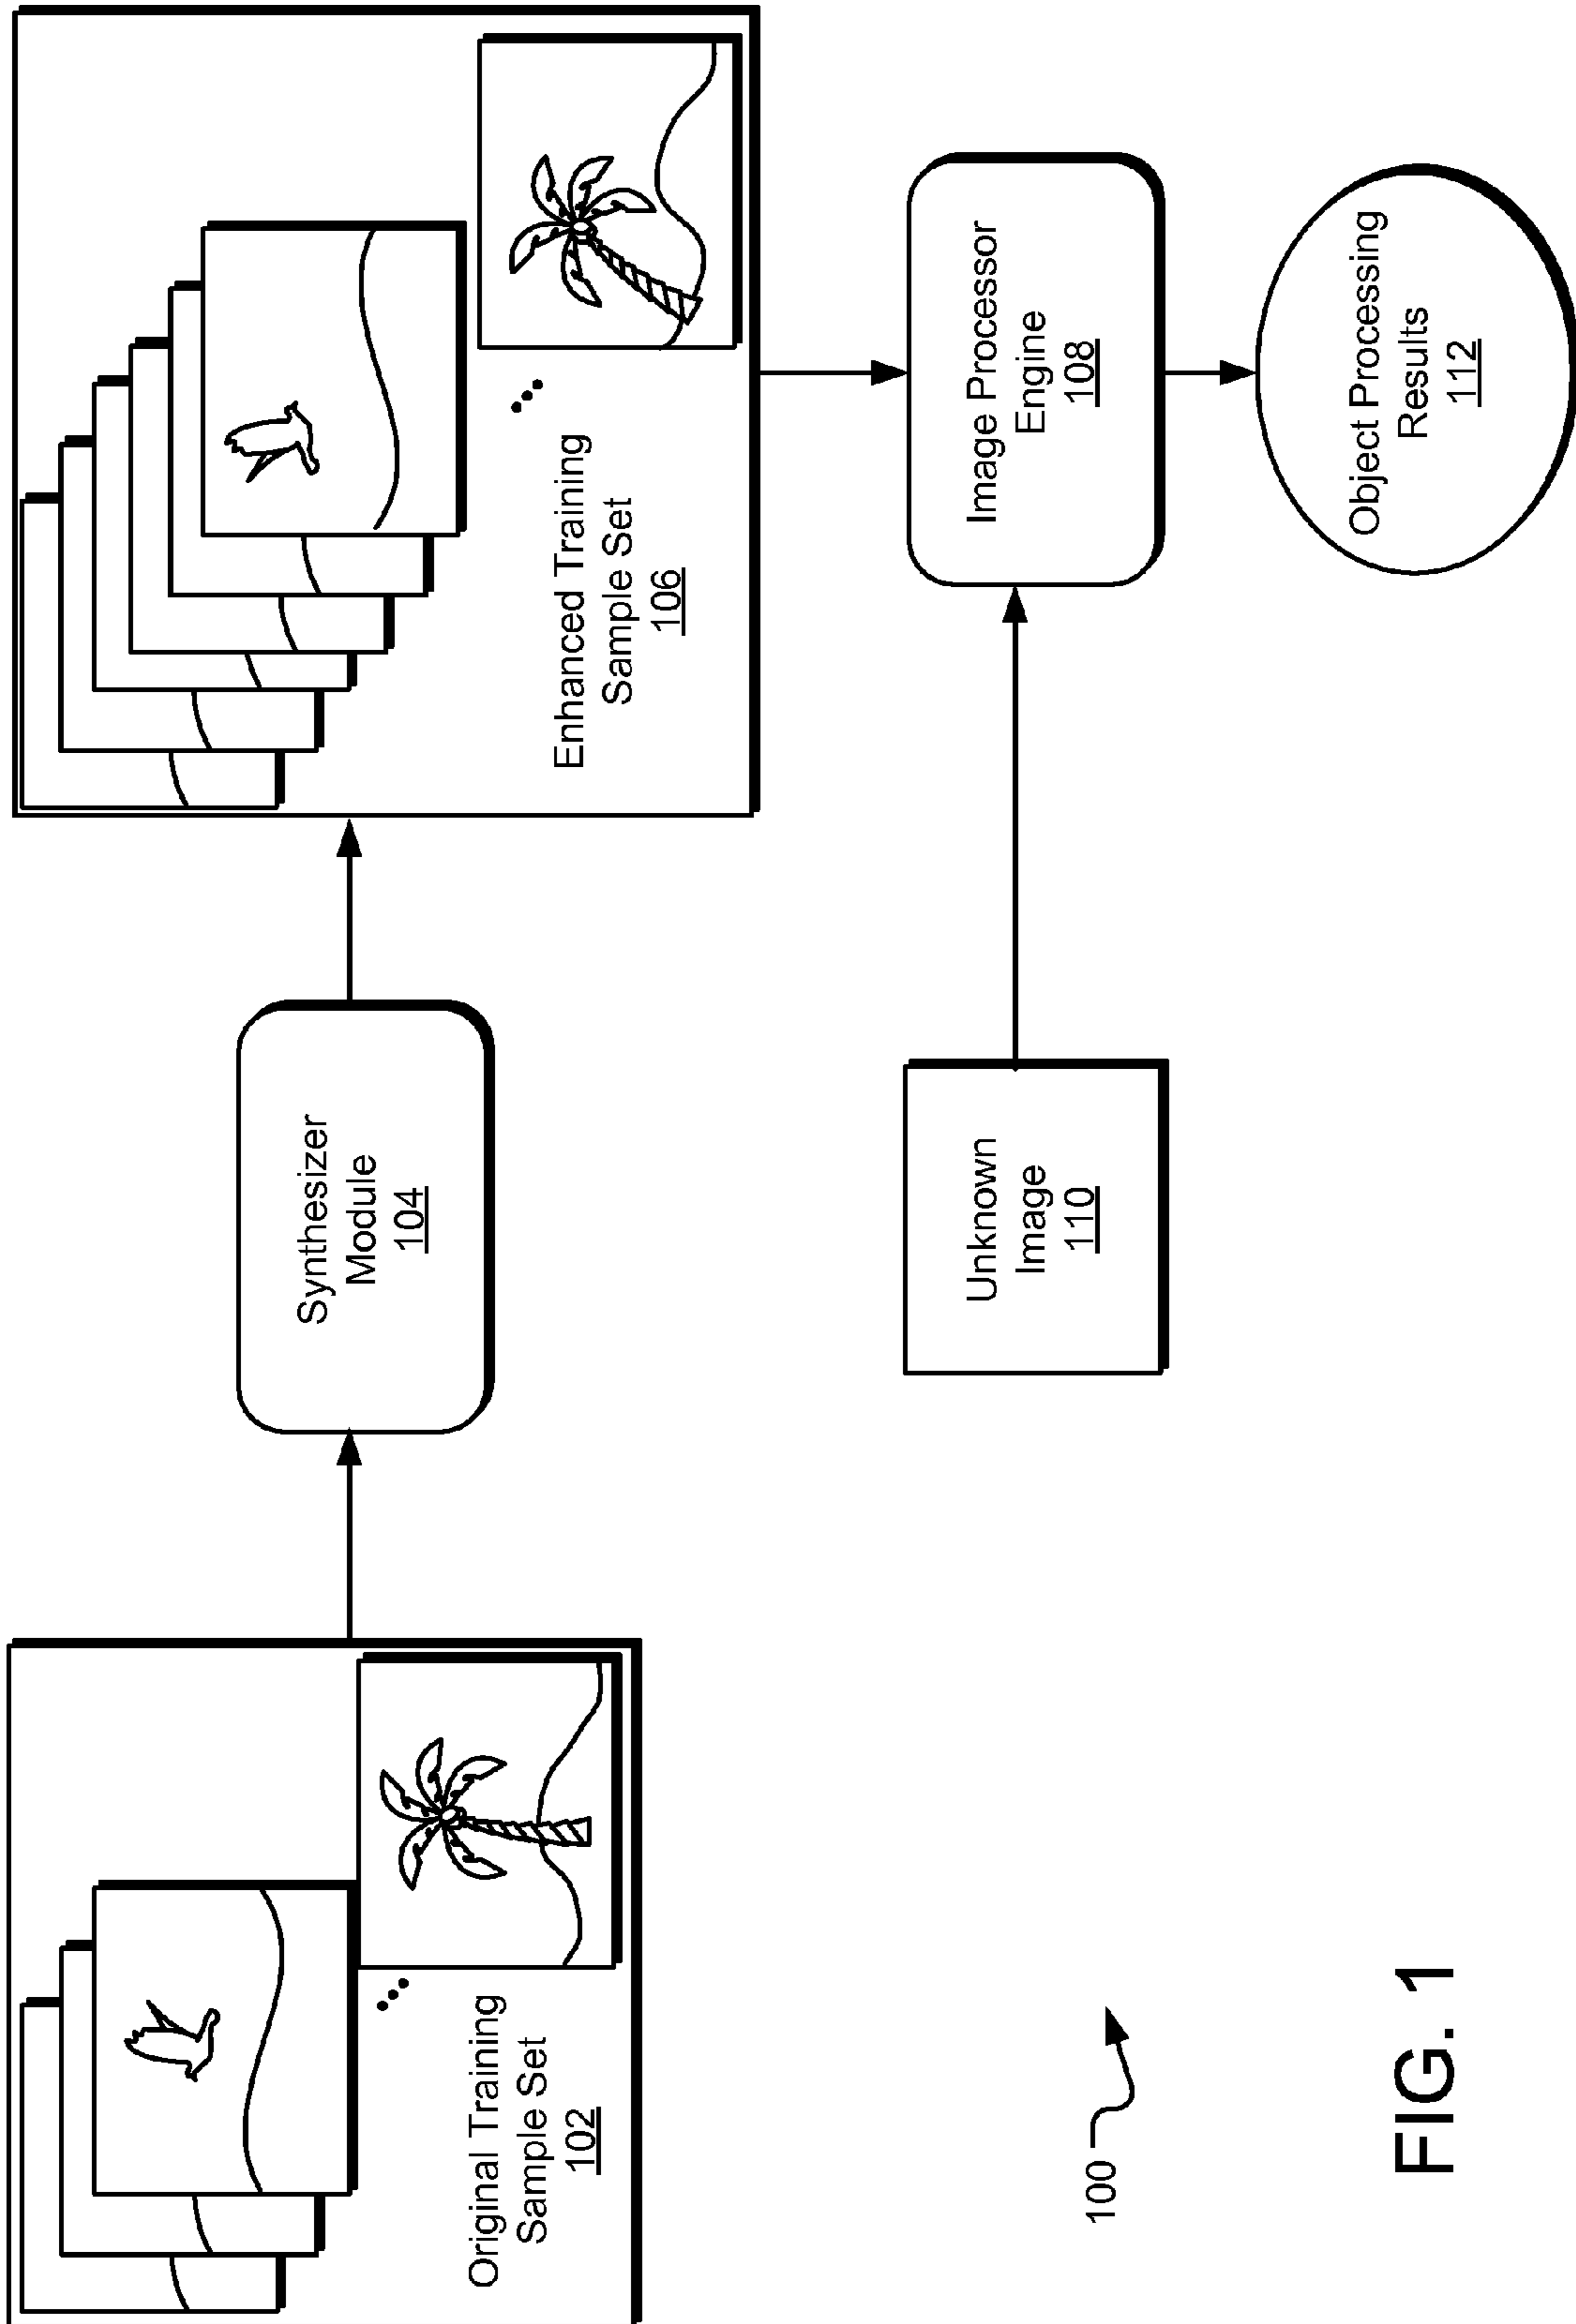 Original Training
Sample Set
102
Synthesizer
Module
104
Enhanced Training
Sample Set
106
Unknown
Image
110
Image Processor
Engine
108
Object Processing
Results
112
100
FIG. 1